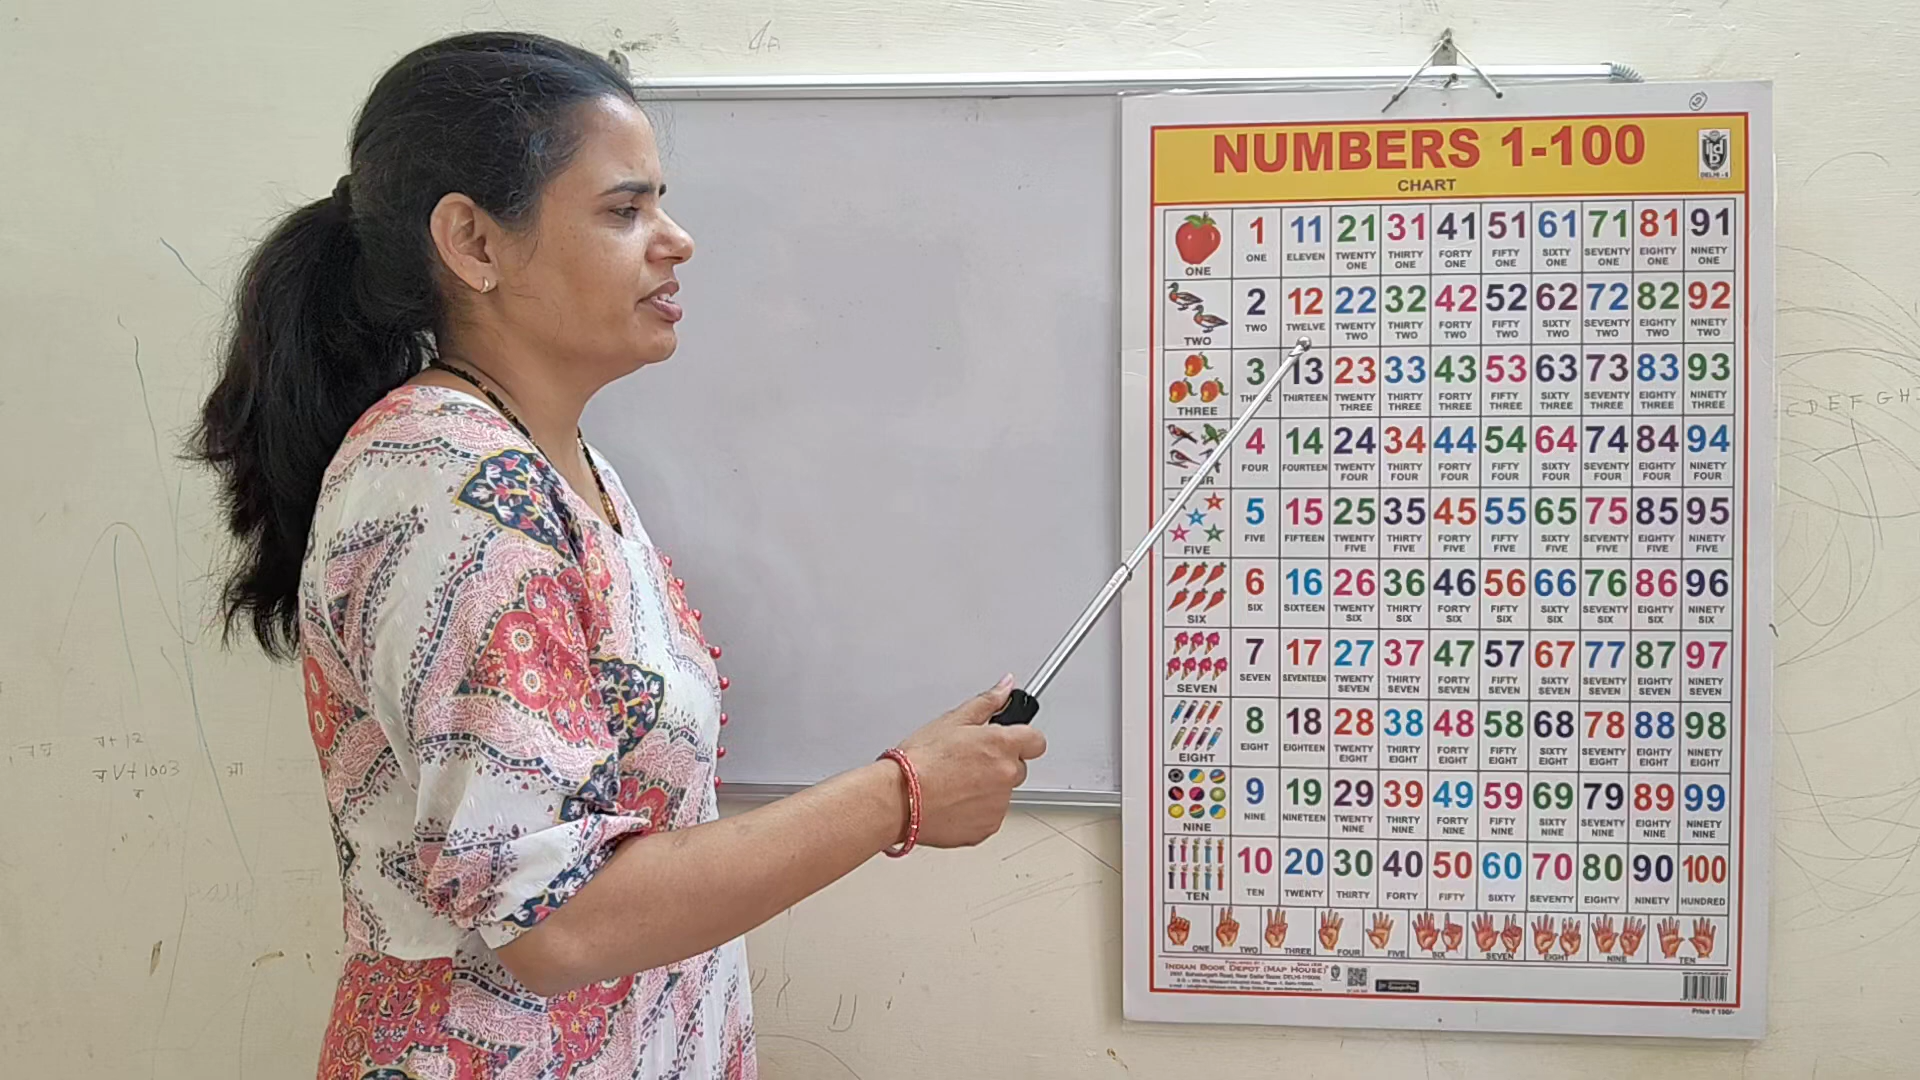 NUMBERS 1-100
CHART
DELHI-6
1 11 21 31 41 51 61 71 81 91
ONE ONE ELEVEN TWENTY ONE THIRTY ONE FORTY ONE FIFTY ONE SIXTY ONE SEVENTY ONE EIGHTY ONE NINETY ONE
2 12 22 32 42 52 62 72 82 92
TWO TWO TWELVE TWENTY TWO THIRTY TWO FORTY TWO FIFTY TWO SIXTY TWO SEVENTY TWO EIGHTY TWO NINETY TWO
3 13 23 33 43 53 63 73 83 93
THREE THREE THIRTEEN TWENTY THREE THIRTY THREE FORTY THREE FIFTY THREE SIXTY THREE SEVENTY THREE EIGHTY THREE NINETY THREE
4 14 24 34 44 54 64 74 84 94
FOUR FOUR FOURTEEN TWENTY FOUR THIRTY FOUR FORTY FOUR FIFTY FOUR SIXTY FOUR SEVENTY FOUR EIGHTY FOUR NINETY FOUR
5 15 25 35 45 55 65 75 85 95
FIVE FIVE FIFTEEN TWENTY FIVE THIRTY FIVE FORTY FIVE FIFTY FIVE SIXTY FIVE SEVENTY FIVE EIGHTY FIVE NINETY FIVE
6 16 26 36 46 56 66 76 86 96
SIX SIX SIXTEEN TWENTY SIX THIRTY SIX FORTY SIX FIFTY SIX SIXTY SIX SEVENTY SIX EIGHTY SIX NINETY SIX
7 17 27 37 47 57 67 77 87 97
SEVEN SEVEN SEVENTEEN TWENTY SEVEN THIRTY SEVEN FORTY SEVEN FIFTY SEVEN SIXTY SEVEN SEVENTY SEVEN EIGHTY SEVEN NINETY SEVEN
8 18 28 38 48 58 68 78 88 98
EIGHT EIGHT EIGHTEEN TWENTY EIGHT THIRTY EIGHT FORTY EIGHT FIFTY EIGHT SIXTY EIGHT SEVENTY EIGHT EIGHTY EIGHT NINETY EIGHT
9 19 29 39 49 59 69 79 89 99
NINE NINE NINETEEN TWENTY NINE THIRTY NINE FORTY NINE FIFTY NINE SIXTY NINE SEVENTY NINE EIGHTY NINE NINETY NINE
10 20 30 40 50 60 70 80 90 100
TEN TEN TWENTY THIRTY FORTY FIFTY SIXTY SEVENTY EIGHTY NINETY HUNDRED
ONE TWO THREE FOUR FIVE SIX SEVEN EIGHT NINE TEN
INDIAN BOOK DEPOT (MAP HOUSE)
C D E F G H